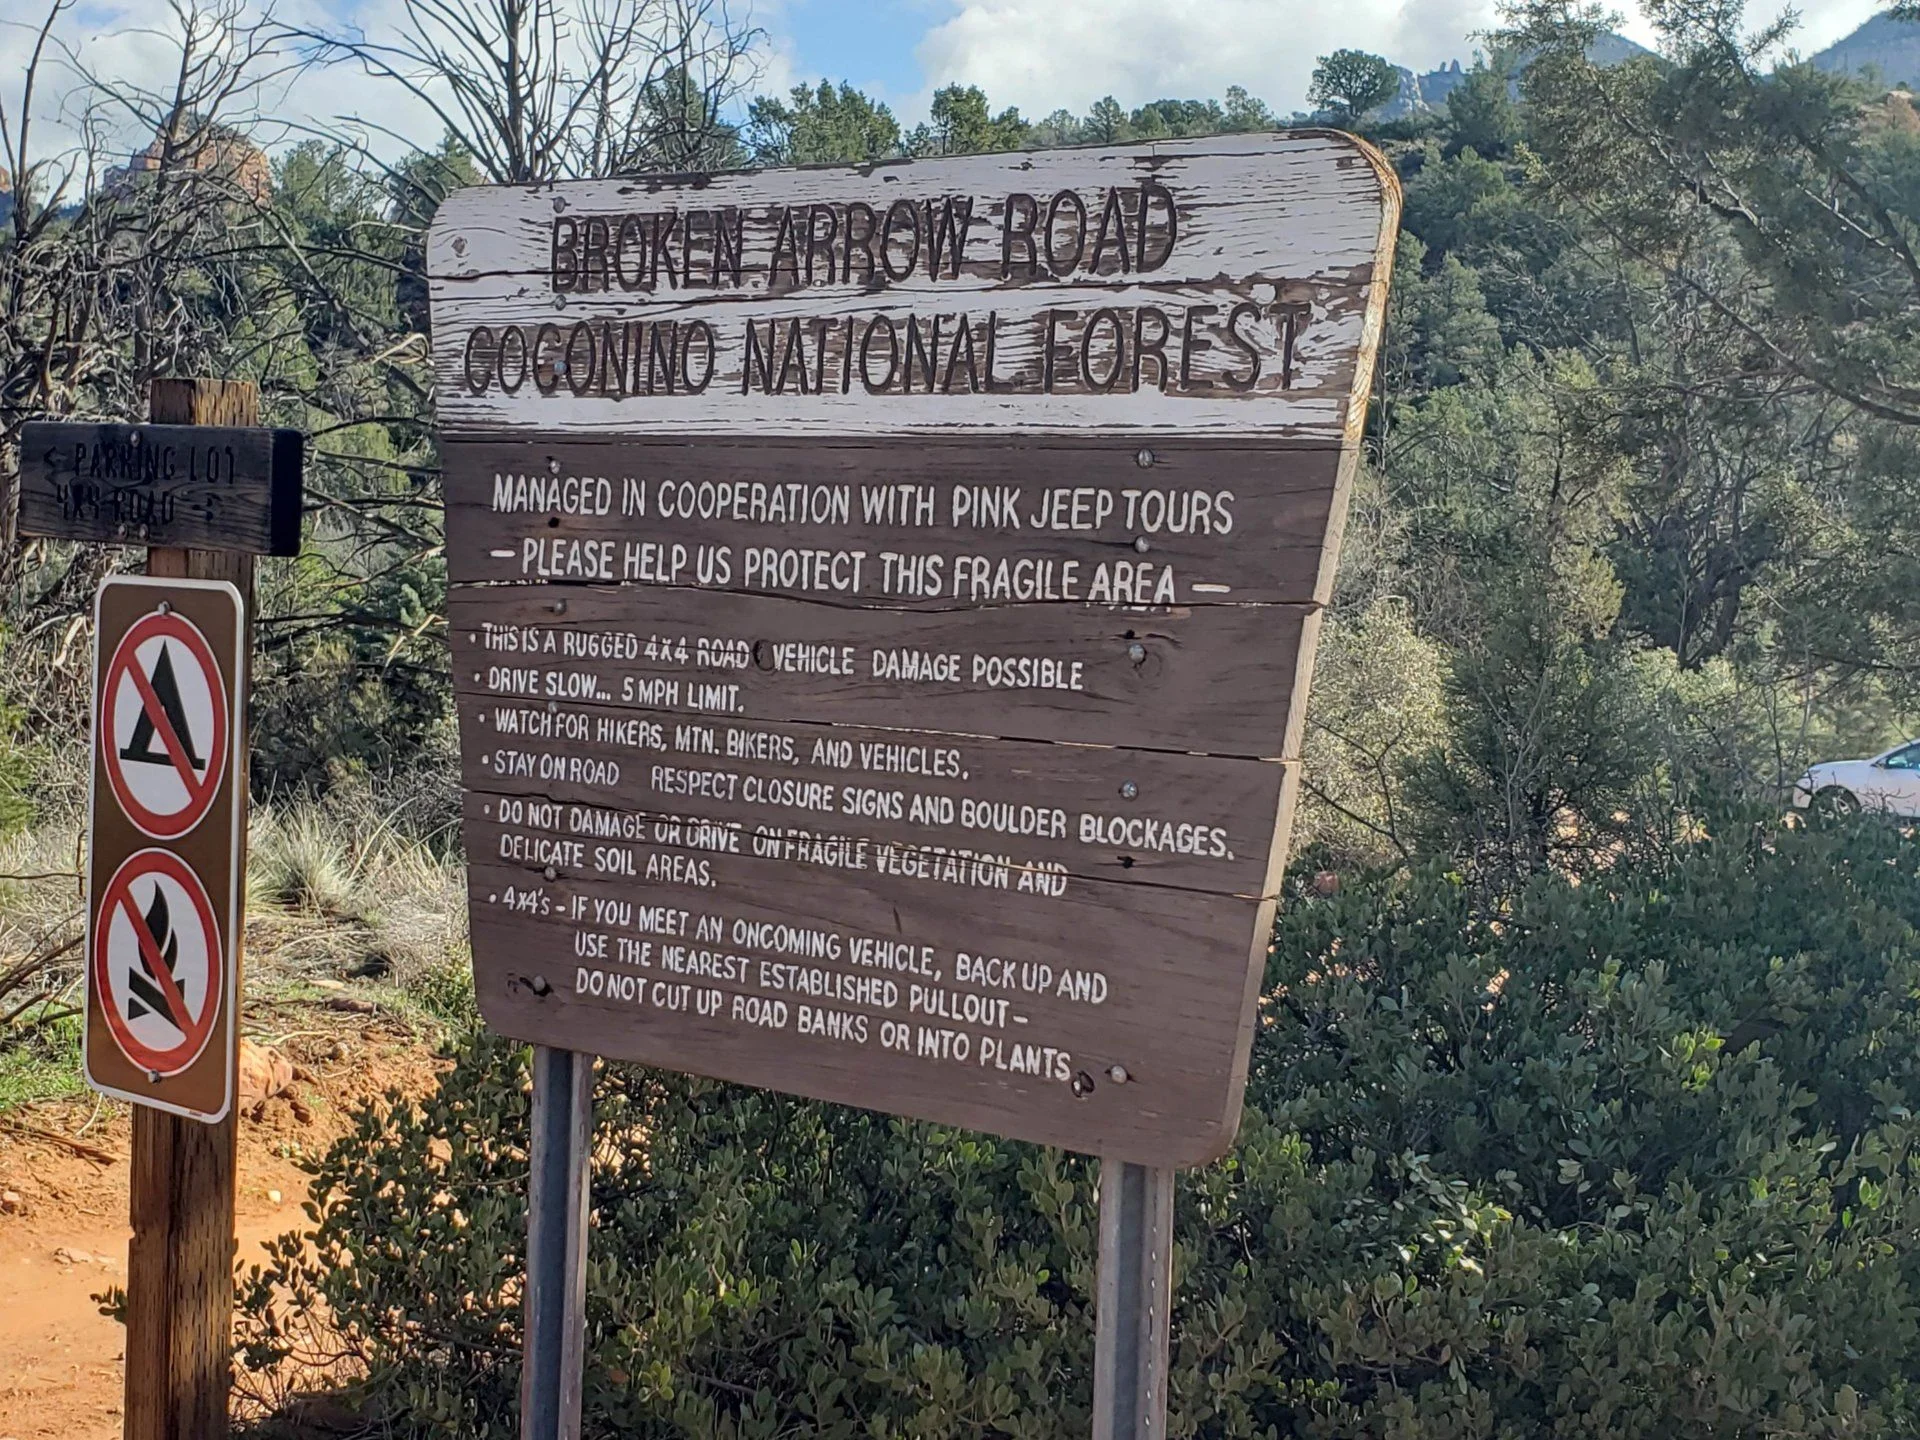 BROKEN ARROW ROAD
COCONINO NATIONAL FOREST
MANAGED IN COOPERATION WITH PINK JEEP TOURS
— PLEASE HELP US PROTECT THIS FRAGILE AREA —
• THIS IS A RUGGED 4X4 ROAD VEHICLE DAMAGE POSSIBLE
• DRIVE SLOW... 5 MPH LIMIT.
• WATCH FOR HIKERS, MTN. BIKERS, AND VEHICLES.
• STAY ON ROAD RESPECT CLOSURE SIGNS AND BOULDER BLOCKAGES.
• DO NOT DAMAGE OR DRIVE ON FRAGILE VEGETATION AND
DELICATE SOIL AREAS.
• 4x4's - IF YOU MEET AN ONCOMING VEHICLE, BACK UP AND
USE THE NEAREST ESTABLISHED PULLOUT –
DO NOT CUT UP ROAD BANKS OR INTO PLANTS.
< PARKING LOT
4X4 ROAD →